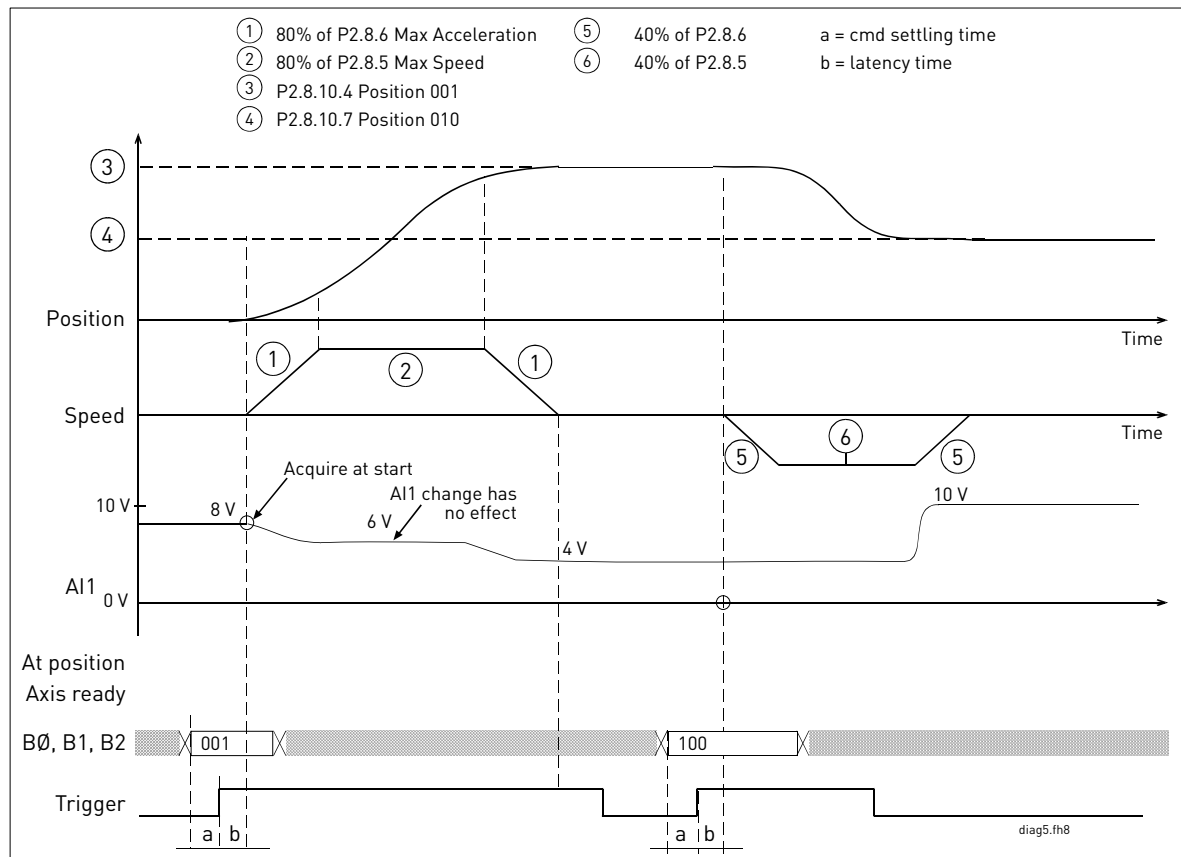 1 80% of P2.8.6 Max Acceleration
2 80% of P2.8.5 Max Speed
3 P2.8.10.4 Position 001
4 P2.8.10.7 Position 010
5 40% of P2.8.6
6 40% of P2.8.5
a = cmd settling time
b = latency time
3
4
Position
Time
1
2
1
Speed
Time
5
6
5
Acquire at start
10 V
8 V
AI1 change has
no effect
6 V
4 V
10 V
AI1
0 V
At position
Axis ready
BØ, B1, B2
001
100
Trigger
a
b
a
b
diag5.fh8